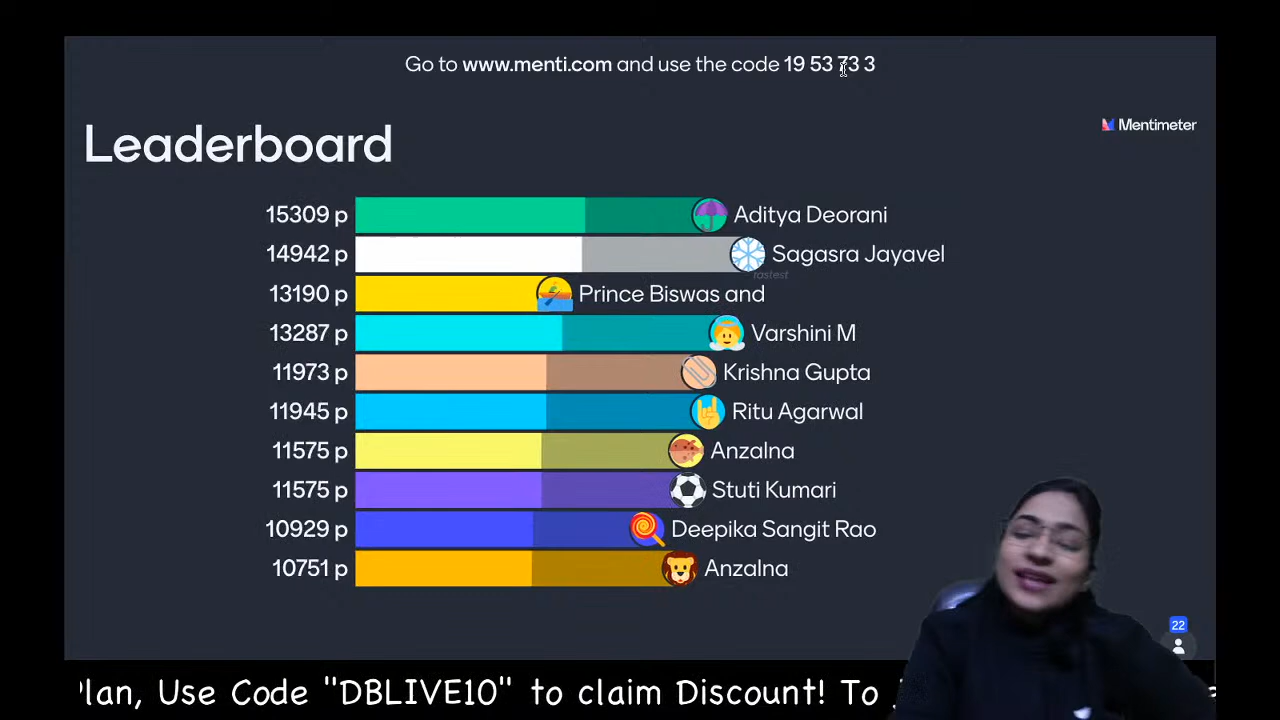 Go to www.menti.com and use the code 19 53 73 3
Mentimeter
Leaderboard
15309 p Aditya Deorani
14942 p Sagasra Jayavel
fastest
13190 p Prince Biswas and
13287 p Varshini M
11973 p Krishna Gupta
11945 p Ritu Agarwal
11575 p Anzalna
11575 p Stuti Kumari
10929 p Deepika Sangit Rao
10751 p Anzalna
22
Plan, Use Code "DBLIVE10" to claim Discount! To